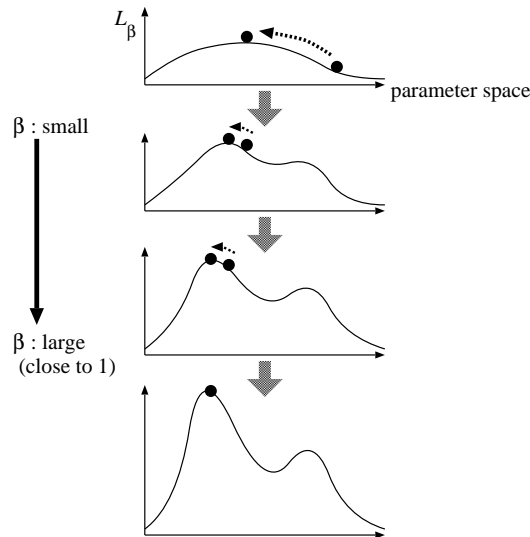 L_β
parameter space
β : small
β : large
(close to 1)